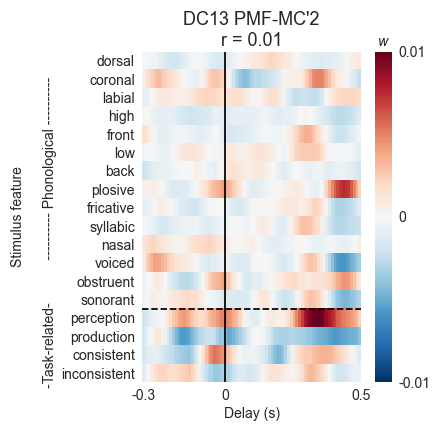 DC13 PMF-MC'2
r = 0.01
w
dorsal
coronal
labial
high
front
low
back
plosive
fricative
syllabic
nasal
voiced
obstruent
sonorant
perception
production
consistent
inconsistent
Stimulus feature
---------- Phonological ----------
-Task-related-
0.01
0
-0.01
-0.3
0
0.5
Delay (s)